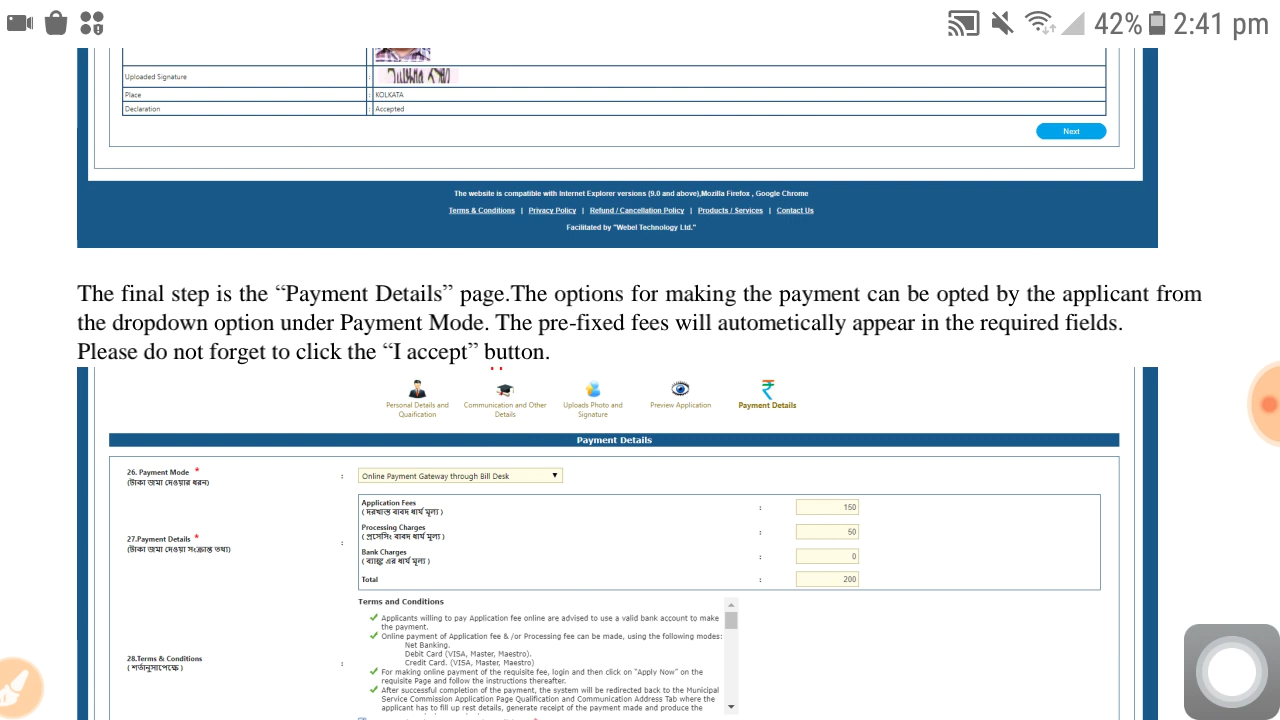 42% 2:41 pm
Uploaded Signature :
Place : KOLKATA
Declaration : Accepted
Next
The website is compatible with Internet Explorer versions (9.0 and above),Mozilla Firefox , Google Chrome
Terms & Conditions | Privacy Policy | Refund / Cancellation Policy | Products / Services | Contact Us
Facilitated by "Webel Technology Ltd."
The final step is the “Payment Details” page.The options for making the payment can be opted by the applicant from
the dropdown option under Payment Mode. The pre-fixed fees will autometically appear in the required fields.
Please do not forget to click the “I accept” button.
Personal Details and
Quaification
Communication and Other
Details
Uploads Photo and
Signature
Preview Application
Payment Details
Payment Details
26. Payment Mode *
(টাকা জমা দেওয়ার ধরন)
: Online Payment Gateway through Bill Desk
27.Payment Details *
(টাকা জমা দেওয়া সংক্রান্ত তথ্য)
:
Application Fees : 150
( দরখাস্ত বাবদ ধার্য মূল্য )
Processing Charges : 50
( প্রসেসিং বাবদ ধার্য মূল্য )
Bank Charges : 0
( ব্যাঙ্ক এর ধার্য মূল্য )
Total : 200
28.Terms & Conditions
( শর্তানুসাপেক্ষে )
:
Terms and Conditions
Applicants willing to pay Application fee online are advised to use a valid bank account to make
the payment.
Online payment of Application fee & /or Processing fee can be made, using the following modes:
Net Banking.
Debit Card (VISA, Master, Maestro).
Credit Card. (VISA, Master, Maestro)
For making online payment of the requisite fee, login and then click on "Apply Now" on the
requisite Page and follow the instructions thereafter.
After successful completion of the payment, the system will be redirected back to the Municipal
Service Commission Application Page Qualification and Communication Address Tab where the
applicant has to fill up rest details, generate receipt of the payment made and produce the